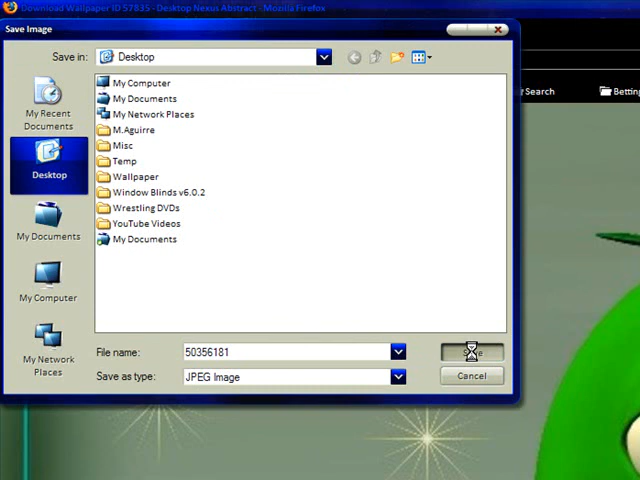 Download Wallpaper ID 57835 - Desktop Nexus Abstract - Mozilla Firefox
Save Image
Save in:
Desktop
My Recent
Documents
Desktop
My Documents
My Computer
My Network
Places
My Computer
My Documents
My Network Places
M.Aguirre
Misc
Temp
Wallpaper
Window Blinds v6.0.2
Wrestling DVDs
YouTube Videos
My Documents
File name:
50356181
Save as type:
JPEG Image
Cancel
Search
Betting